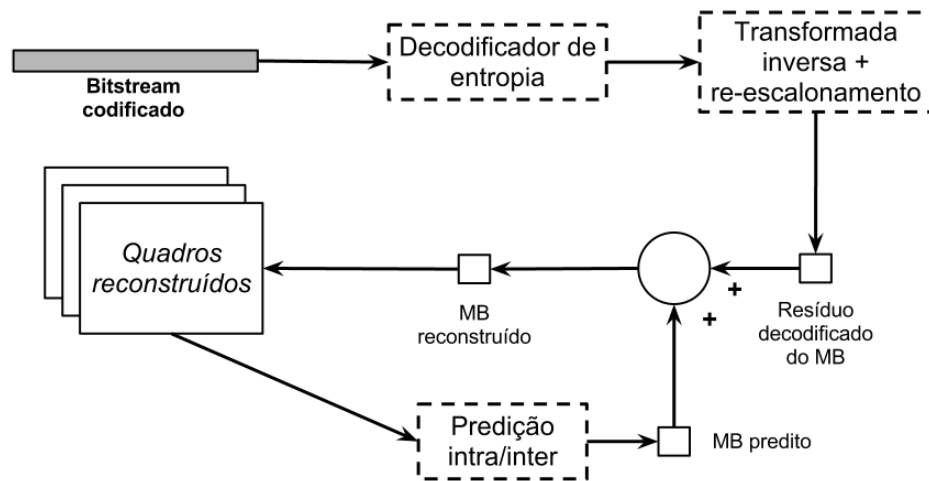 Bitstream
codificado
Decodificador de
entropia
Transformada
inversa +
re-escalonamento
Quadros
reconstruídos
MB
reconstruído
+
+
Resíduo
decodificado
do MB
Predição
intra/inter
MB predito